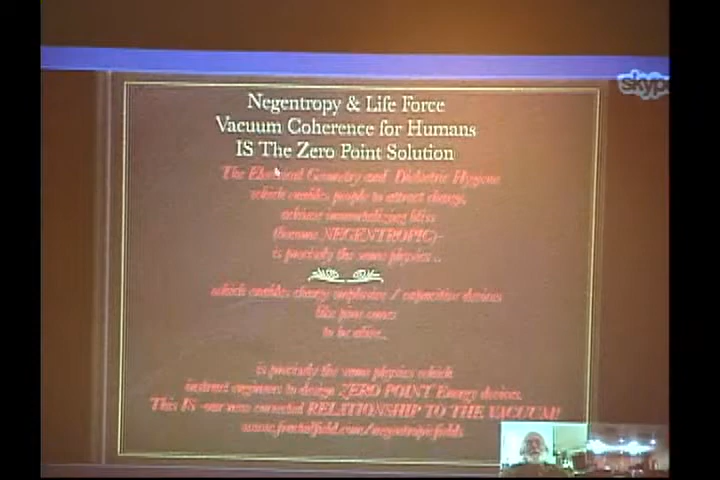 Negentropy & Life Force
Vacuum Coherence for Humans
IS The Zero Point Solution
The Electrical Geometry and Dielectric Hygiene
which enables people to attract charge,
achieve immortalizing bliss
(become NEGENTROPIC)-
is precisely the same physics ..
which enables charge implosive / capacitive devices
like pine cones
to be alive..
is precisely the same physics which
instruct engineers to design ZERO POINT Energy devices.
This IS -our new corrected RELATIONSHIP TO THE VACUUM!
www.fractalfield.com/negentropicfields
skyp